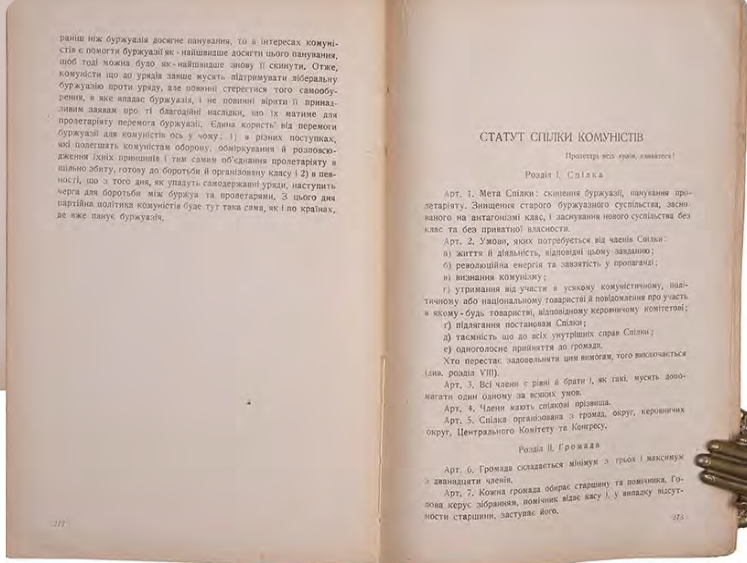 раніш ніж буржуазія досягне панування, то в інтересах комуні-
стів є помогти буржуазії як - найшвидше досягти цього панування,
щоб тоді можна було як-найшвидше знову її скинути. Отже,
комуністи що до урядів завше мусять підтримувати ліберальну
буржуазію проти уряду, але повинні стерегтися того самообу-
рення, в яке впадає буржуазія, і не повинні вірити її принад-
ливим заявам про ті благодійні наслідки, що їх матиме для
пролетаріяту перемога буржуазії. Єдина користь від перемоги
буржуазії для комуністів ось у чому: 1) в різних поступках,
які полегшать комуністам оборону, обміркування й розповсю-
дження їхніх принципів і тим самим об'єднання пролетаріяту в
щільно збиту, готову до боротьби й організовану класу і 2) в пев-
ності, що з того дня, як упадуть самодержавні уряди, наступить
черга для боротьби між буржуа та пролетарями. З цього дня
партійна політика комуністів буде тут така сама, як і по країнах,
де вже панує буржуазія.
212
СТАТУТ СПІЛКИ КОМУНІСТІВ
Пролетарі всіх країн, єднайтеся!
Розділ I. Спілка
Арт. 1. Мета Спілки: скинення буржуазії, панування про-
летаріяту. Знищення старого буржуазного суспільства, засно-
ваного на антагонізмі клас, і заснування нового суспільства без
клас та без приватної власности.
Арт. 2. Умови, яких потребується від членів Спілки:
а) життя й діяльність, відповідні цьому завданню;
б) революційна енергія та завзятість у пропаганді;
в) визнання комунізму;
г) утримання від участи в усякому комуністичному, полі-
тичному або національному товаристві й повідомлення про участь
в якому - будь товаристві, відповідному керовничому комітетові;
ґ) підлягання постановам Спілки;
д) таємність що до всіх внутрішніх справ Спілки;
е) одноголосне прийняття до громади.
Хто перестає задовольняти цим вимогам, того виключається
(див. розділ VIII).
Арт. 3. Всі члени є рівні й брати і, як такі, мусять допо-
магати один одному за всяких умов.
Арт. 4. Члени мають спілкові прізвища.
Арт. 5. Спілка організована з громад, округ, керовничих
округ, Центрального Комітету та Конгресу.
Розділ II. Громада
Арт. 6. Громада складається мінімум з трьох і максимум
з дванадцяти членів.
Арт. 7. Кожна громада обирає старшину та помічника. Го-
лова керує зібранням, помічник відає касу і, у випадку відсут-
ности старшини, заступає його.
213